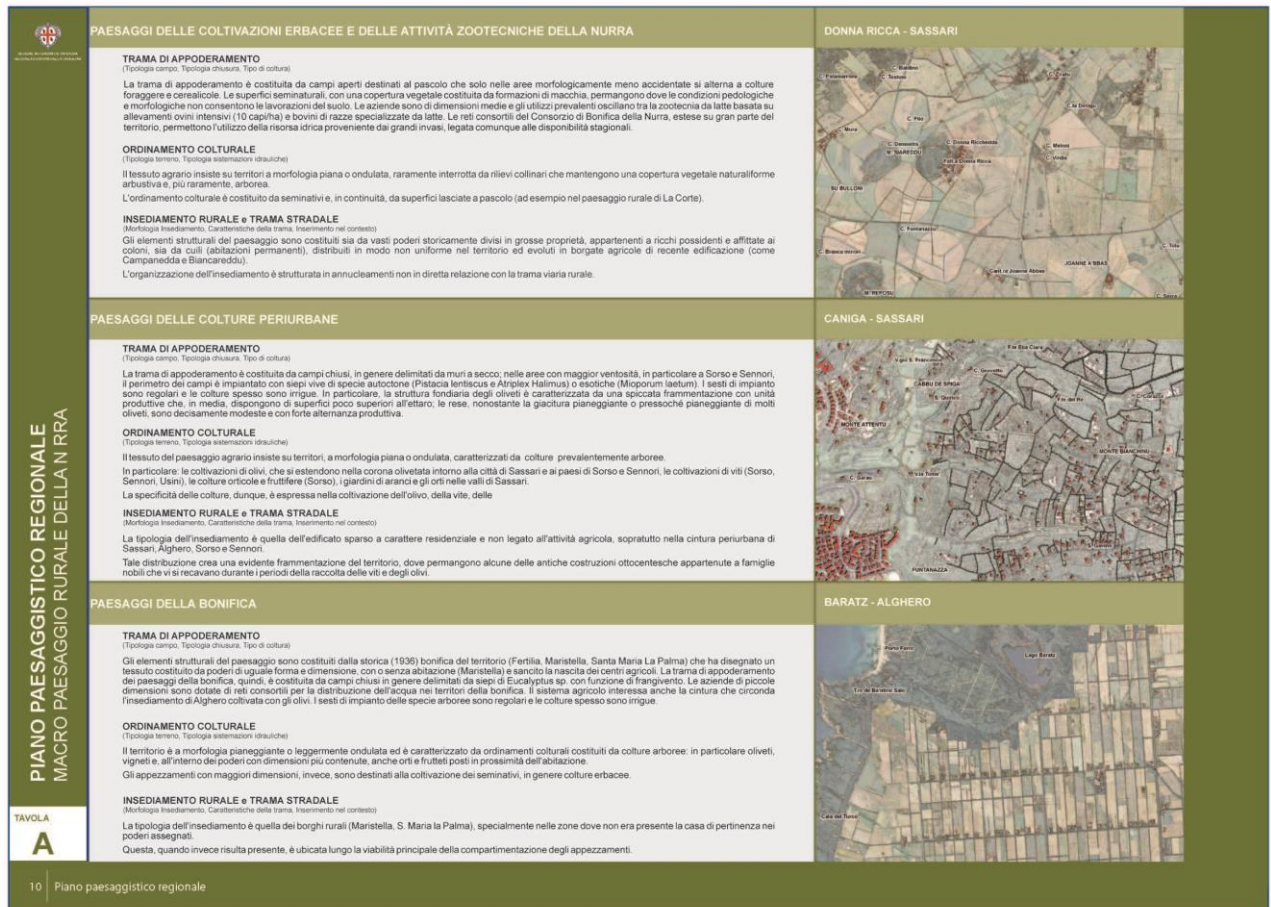 PAESAGGI DELLE COLTIVAZIONI ERBACEE E DELLE ATTIVITÀ ZOOTECNICHE DELLA NURRA
DONNA RICCA - SASSARI
TRAMA DI APPODERAMENTO
(Tipologia campo, Tipologia chiusura, Tipo di coltura)
La trama di appoderamento è costituita da campi aperti destinati al pascolo che solo nelle aree morfologicamente meno accidentate si alterna a colture
foraggere e cerealicole. Le superfici seminaturali, con una copertura vegetale costituita da formazioni di macchia, permangono dove le condizioni pedologiche
e morfologiche non consentono le lavorazioni del suolo. Le aziende sono di dimensioni medie e gli utilizzi prevalenti oscillano tra la zootecnia da latte basata su
allevamenti ovini intensivi (10 capi/ha) e bovini di razze specializzate da latte. Le reti consortili del Consorzio di Bonifica della Nurra, estese su gran parte del
territorio, permettono l'utilizzo della risorsa idrica proveniente dai grandi invasi, legata comunque alle disponibilità stagionali.
ORDINAMENTO COLTURALE
(Tipologia terreno, Tipologia sistemazioni idrauliche)
Il tessuto agrario insiste su territori a morfologia piana o ondulata, raramente interrotta da rilievi collinari che mantengono una copertura vegetale naturaliforme
arbustiva e, più raramente, arborea.
L'ordinamento colturale è costituito da seminativi e, in continuità, da superfici lasciate a pascolo (ad esempio nel paesaggio rurale di La Corte).
INSEDIAMENTO RURALE e TRAMA STRADALE
(Morfologia Insediamento, Caratteristiche della trama, Inserimento nel contesto)
Gli elementi strutturali del paesaggio sono costituiti sia da vasti poderi storicamente divisi in grosse proprietà, appartenenti a ricchi possidenti e affittate ai
coloni, sia da cuili (abitazioni permanenti), distribuiti in modo non uniforme nel territorio ed evoluti in borgate agricole di recente edificazione (come
Campanedda e Biancareddu).
L'organizzazione dell'insediamento è strutturata in annucleamenti non in diretta relazione con la trama viaria rurale.
SU BULLONI
C. Fontanazzu
JOANNE ABBAS
Cant.ra Joanne Abbas
M. REPOSU
PAESAGGI DELLE COLTURE PERIURBANE
CANIGA - SASSARI
TRAMA DI APPODERAMENTO
(Tipologia campo, Tipologia chiusura, Tipo di coltura)
La trama di appoderamento è costituita da campi chiusi, in genere delimitati da muri a secco; nelle aree con maggior ventosità, in particolare a Sorso e Sennori,
il perimetro dei campi è impiantato con siepi vive di specie autoctone (Pistacia lentiscus e Atriplex Halimus) o esotiche (Mioporum laetum). I sesti di impianto
sono regolari e le colture spesso sono irrigue. In particolare, la struttura fondiaria degli oliveti è caratterizzata da una spiccata frammentazione con unità
produttive che, in media, dispongono di superfici poco superiori all'ettaro; le rese, nonostante la giacitura pianeggiante o pressoché pianeggiante di molti
oliveti, sono decisamente modeste e con forte alternanza produttiva.
ORDINAMENTO COLTURALE
(Tipologia terreno, Tipologia sistemazioni idrauliche)
Il tessuto del paesaggio agrario insiste su territori, a morfologia piana o ondulata, caratterizzati da colture prevalentemente arboree.
In particolare: le coltivazioni di olivi, che si estendono nella corona olivetata intorno alla città di Sassari e ai paesi di Sorso e Sennori, le coltivazioni di viti (Sorso,
Sennori, Usini), le colture orticole e fruttifere (Sorso), i giardini di aranci e gli orti nelle valli di Sassari.
La specificità delle colture, dunque, è espressa nella coltivazione dell'olivo, della vite, delle
INSEDIAMENTO RURALE e TRAMA STRADALE
(Morfologia Insediamento, Caratteristiche della trama, Inserimento nel contesto)
La tipologia dell'insediamento è quella dell'edificato sparso a carattere residenziale e non legato all'attività agricola, sopratutto nella cintura periurbana di
Sassari, Alghero, Sorso e Sennori.
Tale distribuzione crea una evidente frammentazione del territorio, dove permangono alcune delle antiche costruzioni ottocentesche appartenute a famiglie
nobili che vi si recavano durante i periodi della raccolta delle viti e degli olivi.
CABBU DE SPIGA
MONTE ATTENTU
MONTE BIANCHINU
FUNTANAZZA
PAESAGGI DELLA BONIFICA
BARATZ - ALGHERO
TRAMA DI APPODERAMENTO
(Tipologia campo, Tipologia chiusura, Tipo di coltura)
Gli elementi strutturali del paesaggio sono costituiti dalla storica (1936) bonifica del territorio (Fertilia, Maristella, Santa Maria La Palma) che ha disegnato un
tessuto costituito da poderi di uguale forma e dimensione, con o senza abitazione (Maristella) e sancito la nascita dei centri agricoli. La trama di appoderamento
dei paesaggi della bonifica, quindi, è costituita da campi chiusi in genere delimitati da siepi di Eucalyptus sp. con funzione di frangivento. Le aziende di piccole
dimensioni sono dotate di reti consortili per la distribuzione dell'acqua nei territori della bonifica. Il sistema agricolo interessa anche la cintura che circonda
l'insediamento di Alghero coltivata con gli olivi. I sesti di impianto delle specie arboree sono regolari e le colture spesso sono irrigue.
ORDINAMENTO COLTURALE
(Tipologia terreno, Tipologia sistemazioni idrauliche)
Il territorio è a morfologia pianeggiante o leggermente ondulata ed è caratterizzato da ordinamenti colturali costituiti da colture arboree: in particolare oliveti,
vigneti e, all'interno dei poderi con dimensioni più contenute, anche orti e frutteti posti in prossimità dell'abitazione.
Gli appezzamenti con maggiori dimensioni, invece, sono destinati alla coltivazione dei seminativi, in genere colture erbacee.
INSEDIAMENTO RURALE e TRAMA STRADALE
(Morfologia Insediamento, Caratteristiche della trama, Inserimento nel contesto)
La tipologia dell'insediamento è quella dei borghi rurali (Maristella, S. Maria la Palma), specialmente nelle zone dove non era presente la casa di pertinenza nei
poderi assegnati.
Questa, quando invece risulta presente, è ubicata lungo la viabilità principale della compartimentazione degli appezzamenti.
Porto Ferro
Lago Baratz
Cala del Turco
PIANO PAESAGGISTICO REGIONALE
MACRO PAESAGGIO RURALE DELLA N RRA
TAVOLA
A
10 Piano paesaggistico regionale